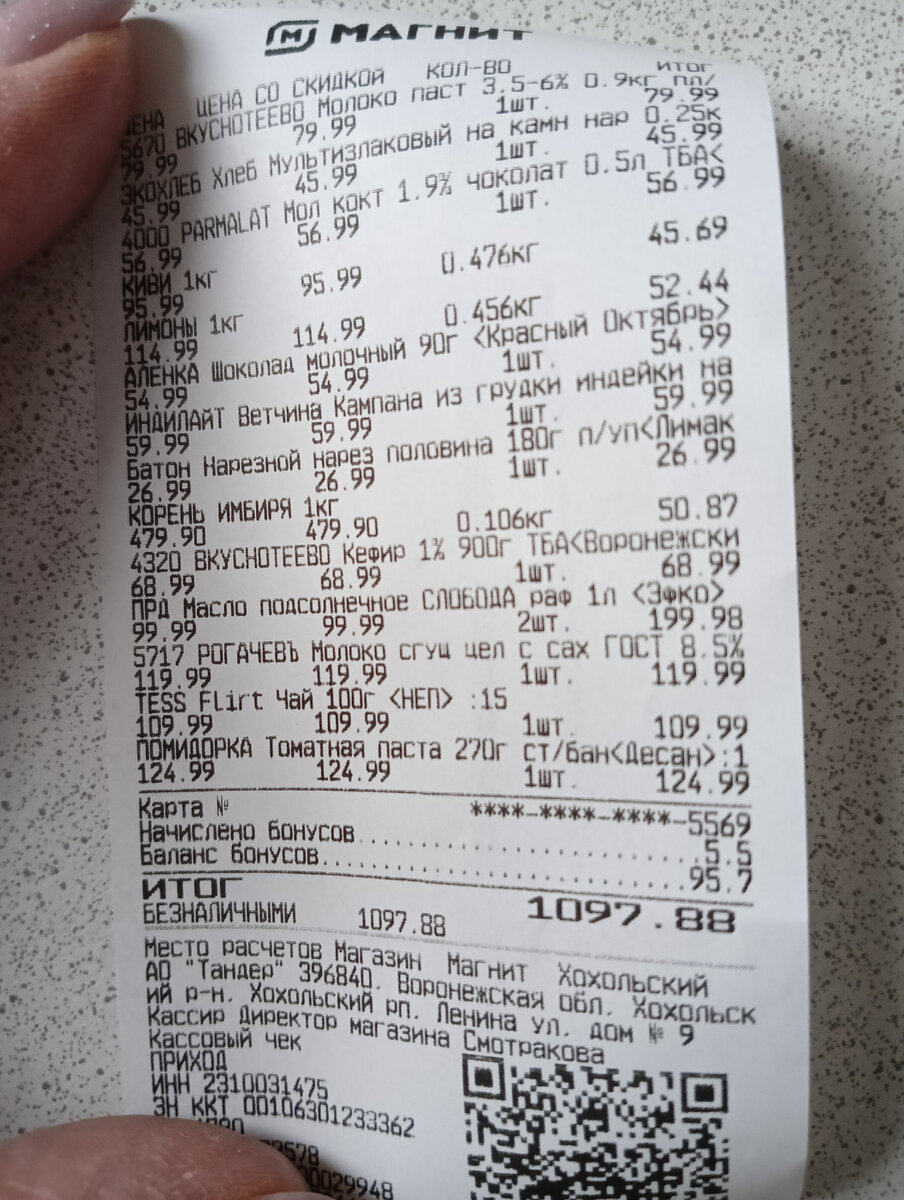 МАГНИТ
ЦЕНА ЦЕНА СО СКИДКОЙ КОЛ-ВО ИТОГ
5670 ВКУСНОТЕЕВО Молоко паст 3.5-6% 0.9кг пл/
79.99 79.99 1шт. 79.99
ЭКОХЛЕБ Хлеб Мультизлаковый на камн нар 0.25к
45.99 45.99 1шт. 45.99
4000 PARMALAT Мол кокт 1.9% чоколат 0.5л ТБА<
56.99 56.99 1шт. 56.99
КИВИ 1кг
95.99 95.99 0.476кг 45.69
ЛИМОНЫ 1кг
114.99 114.99 0.456кг 52.44
АЛЕНКА Шоколад молочный 90г <Красный Октябрь>
54.99 54.99 1шт. 54.99
ИНДИЛАЙТ Ветчина Кампана из грудки индейки на
59.99 59.99 1шт. 59.99
Батон Нарезной нарез половина 180г п/уп<Лимак
26.99 26.99 1шт. 26.99
КОРЕНЬ ИМБИРЯ 1кг
479.90 479.90 0.106кг 50.87
4320 ВКУСНОТЕЕВО Кефир 1% 900г ТБА<Воронежски
68.99 68.99 1шт. 68.99
ПРД Масло подсолнечное СЛОБОДА раф 1л <Эфко>
99.99 99.99 2шт. 199.98
5717 РОГАЧЕВЪ Молоко сгущ цел с сах ГОСТ 8.5%
119.99 119.99 1шт. 119.99
TESS Flirt Чай 100г <НЕП> :15
109.99 109.99 1шт. 109.99
ПОМИДОРКА Томатная паста 270г ст/бан<Десан>:1
124.99 124.99 1шт. 124.99
Карта № ****-****-****-5569
Начислено бонусов.............................5.5
Баланс бонусов................................95.7
ИТОГ 1097.88
БЕЗНАЛИЧНЫМИ 1097.88
Место расчетов Магазин Магнит Хохольский
АО "Тандер" 396840, Воронежская обл. Хохольск
ий р-н. Хохольский рп. Ленина ул. дом № 9
Кассир Директор магазина Смотракова
Кассовый чек
ПРИХОД
ИНН 2310031475
ЗН ККТ 00106301233362